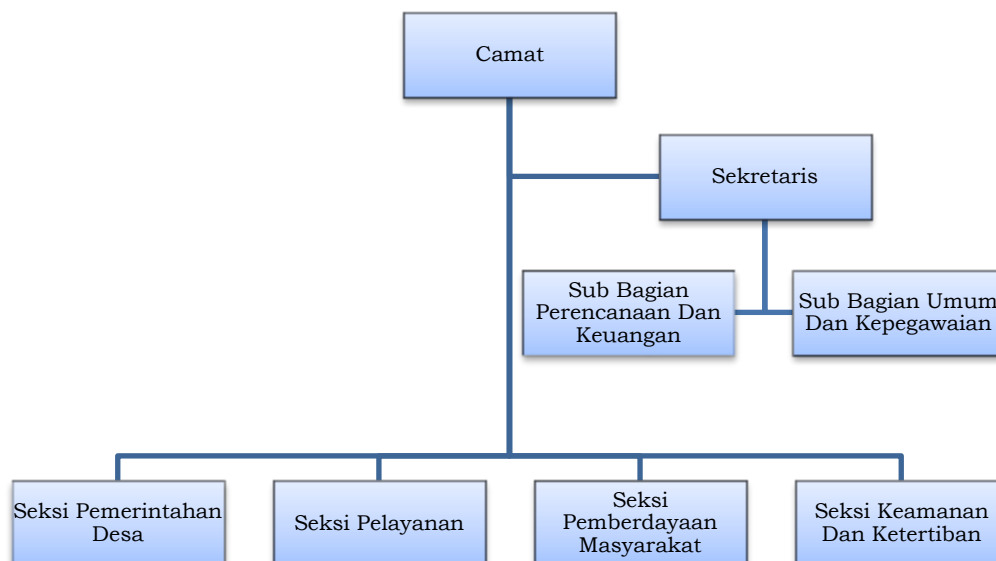 Camat
Sekretaris
Sub Bagian
Perencanaan Dan
Keuangan
Sub Bagian Umum
Dan Kepegawaian
Seksi Pemerintahan
Desa
Seksi Pelayanan
Seksi
Pemberdayaan
Masyarakat
Seksi Keamanan
Dan Ketertiban